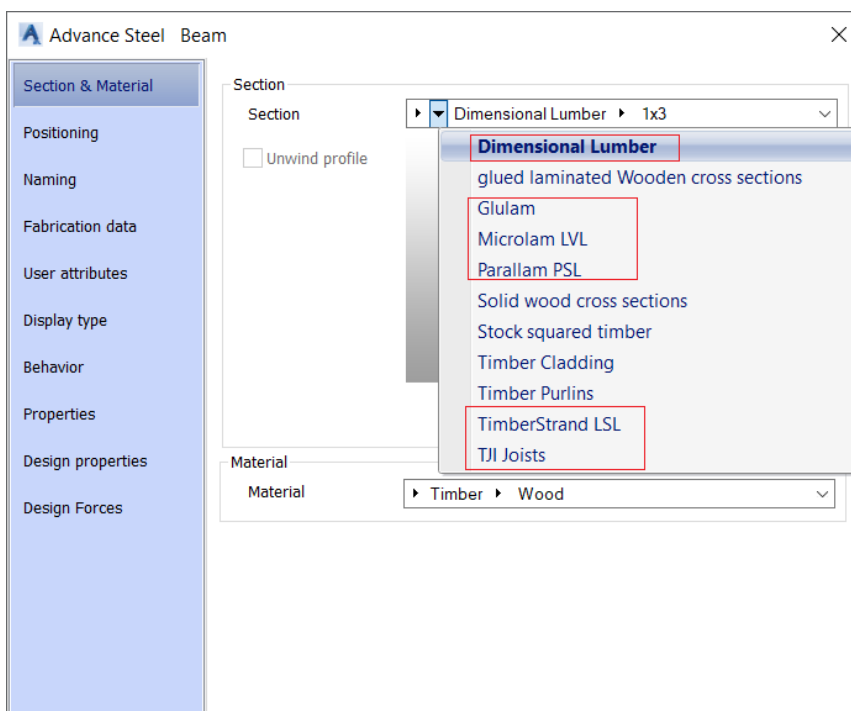 Advance Steel Beam
Section & Material
Positioning
Naming
Fabrication data
User attributes
Display type
Behavior
Properties
Design properties
Design Forces
Section
Section Dimensional Lumber 1x3
Unwind profile
Dimensional Lumber
glued laminated Wooden cross sections
Glulam
Microlam LVL
Parallam PSL
Solid wood cross sections
Stock squared timber
Timber Cladding
Timber Purlins
TimberStrand LSL
TJI Joists
Material
Material Timber Wood